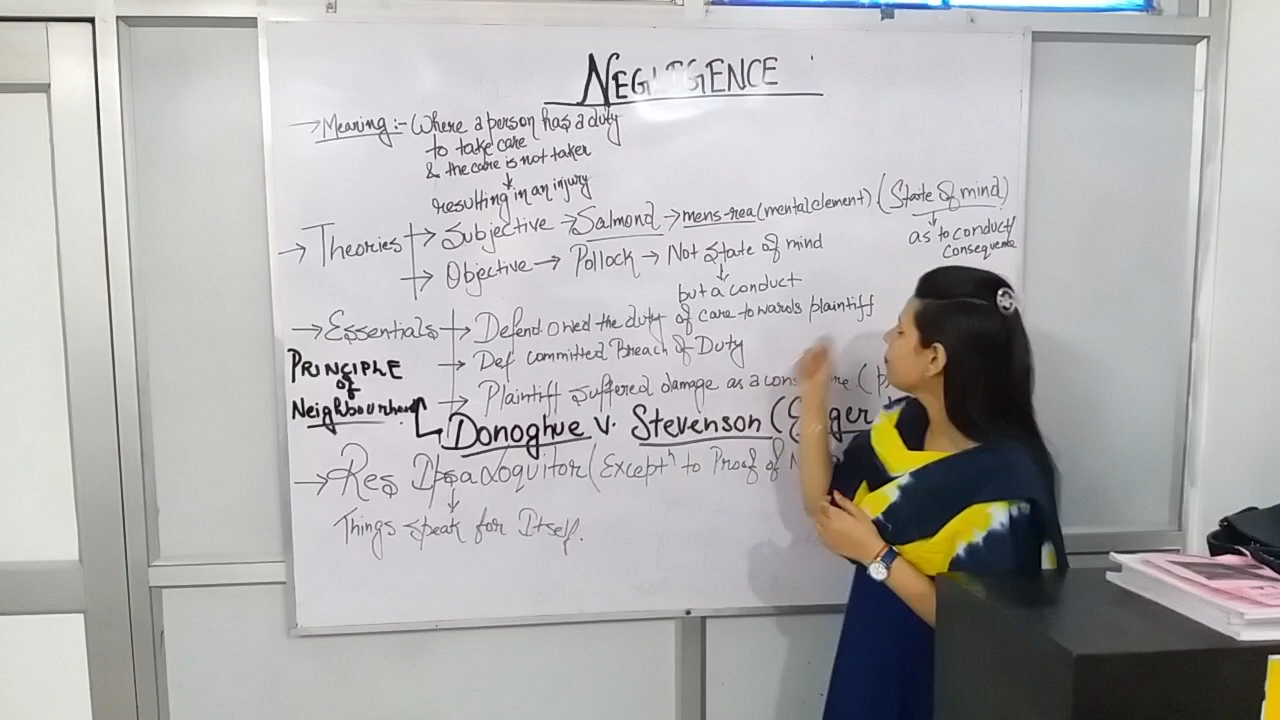 NEGLIGENCE
→ Meaning:- Where a person has a duty
to take care
& the care is not taken
↓
resulting in an injury
→ Theories → Subjective → Salmond → mens-rea (mental element) (State of mind)
↓
as to conduct/
Consequence
→ Objective → Pollock → Not State of mind
↓
but a conduct
→ Essentials → Defend. owed the duty of care towards plaintiff
→ Def committed Breach of Duty
→ Plaintiff suffered damage as a
PRINCIPLE
of
Neighbourhood
Donoghue v. Stevenson (
→ Res Ipsa Loquitor (Exceptn to Proof of
↓
Things speak for Itself.